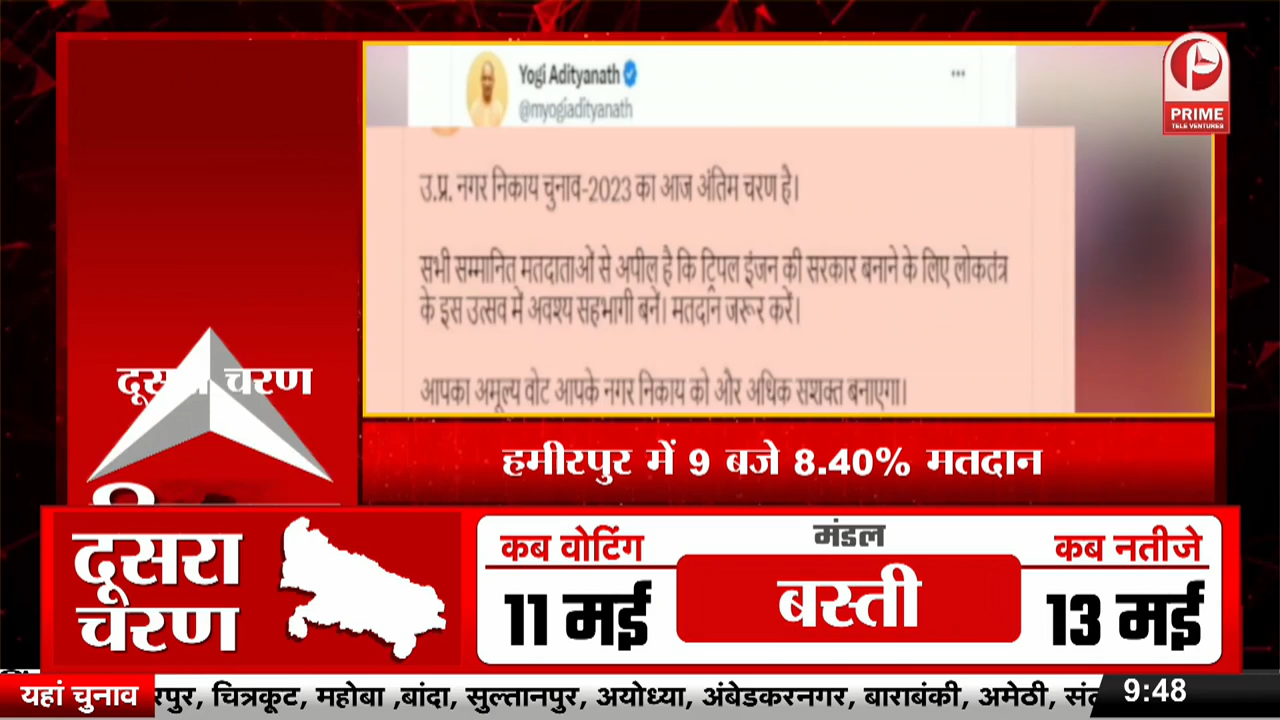 Yogi Adityanath
@myogiadityanath
PRIME
TELE VENTURES
उ.प्र. नगर निकाय चुनाव-2023 का आज अंतिम चरण है।
सभी सम्मानित मतदाताओं से अपील है कि ट्रिपल इंजन की सरकार बनाने के लिए लोकतंत्र
के इस उत्सव में अवश्य सहभागी बनें। मतदान जरूर करें।
आपका अमूल्य वोट आपके नगर निकाय को और अधिक सशक्त बनाएगा।
चरण
हमीरपुर में 9 बजे 8.40% मतदान
दूसरा
चरण
कब वोटिंग
11 मई
मंडल
बस्ती
कब नतीजे
13 मई
यहां चुनाव
चित्रकूट, महोबा ,बांदा, सुल्तानपुर, अयोध्या, अंबेडकरनगर, बाराबंकी, अमेठी,
9:48